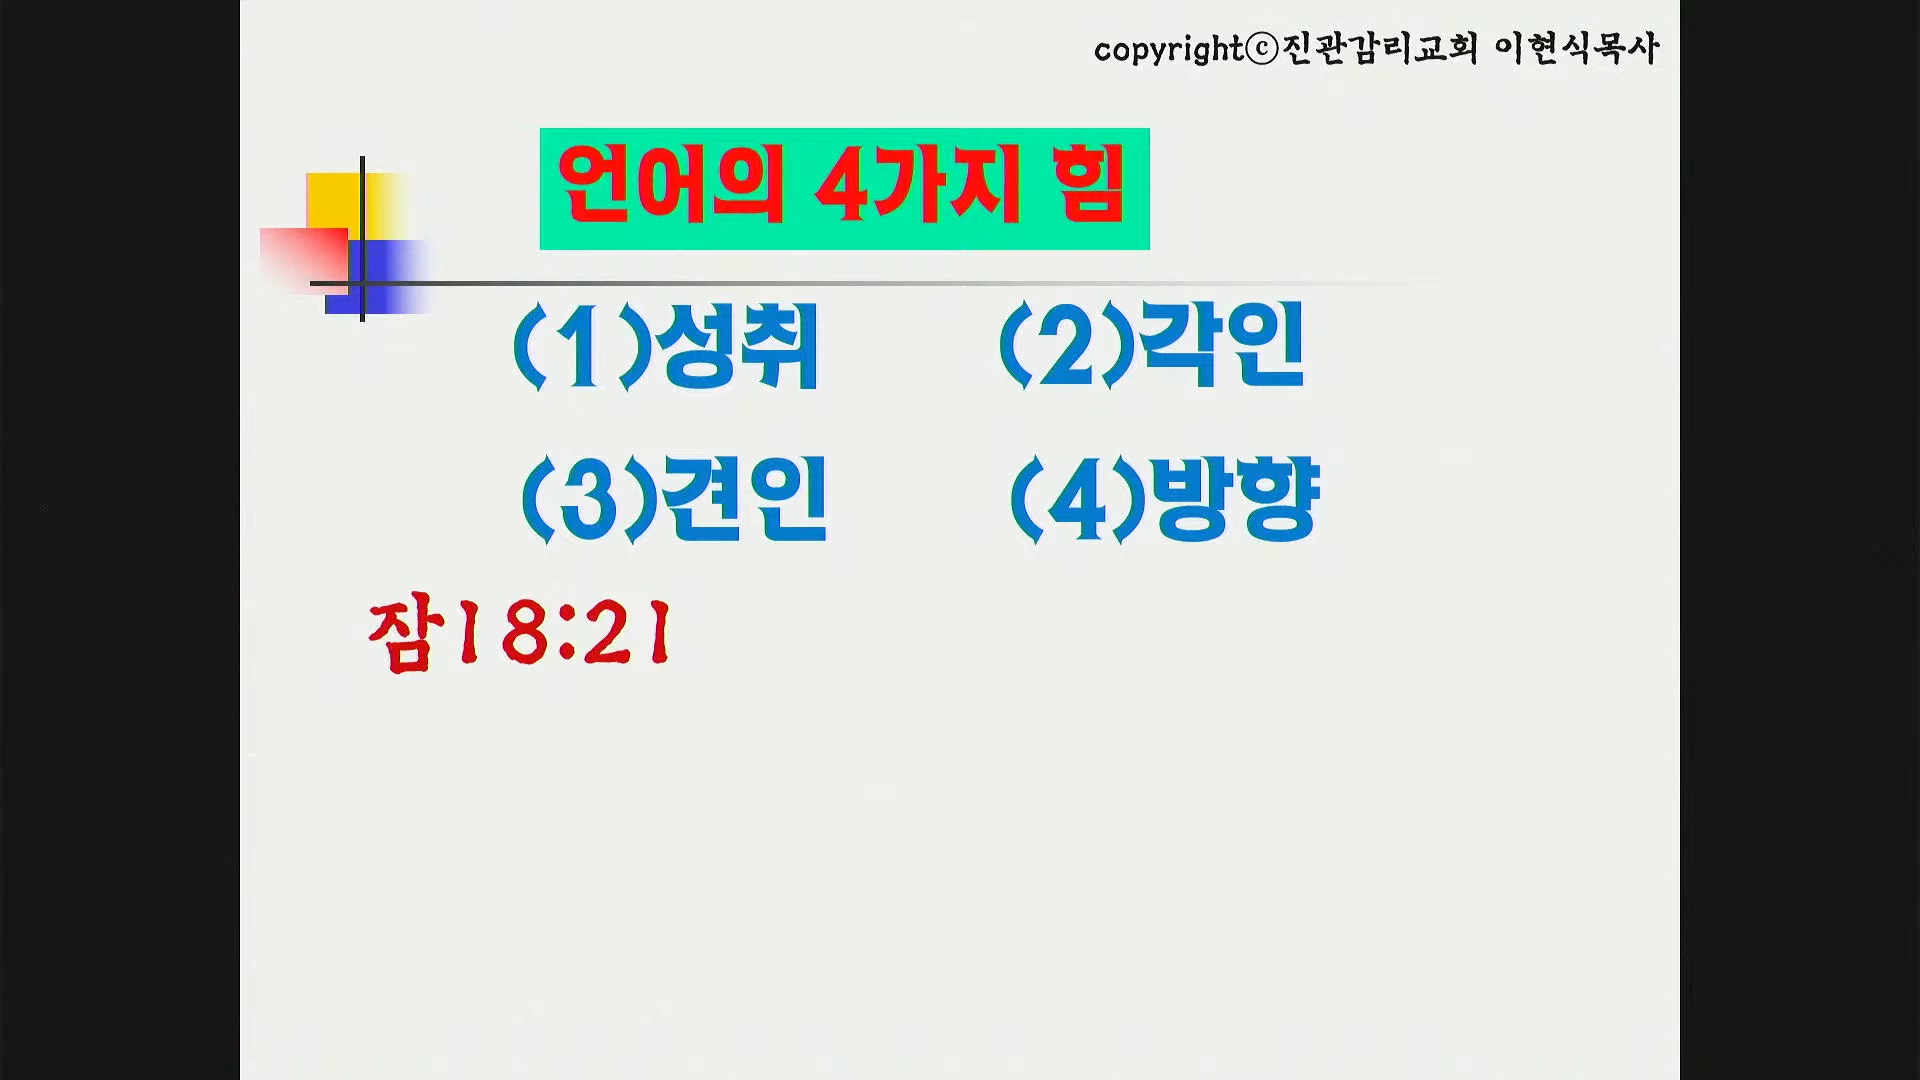 copyrightⓒ진관감리교회 이현식목사
언어의 4가지 힘
(1)성취 (2)각인
(3)견인 (4)방향
잠18:21